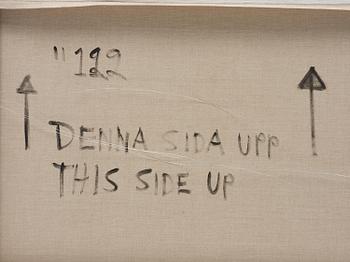 "122
DENNA SIDA UPP
THIS SIDE UP